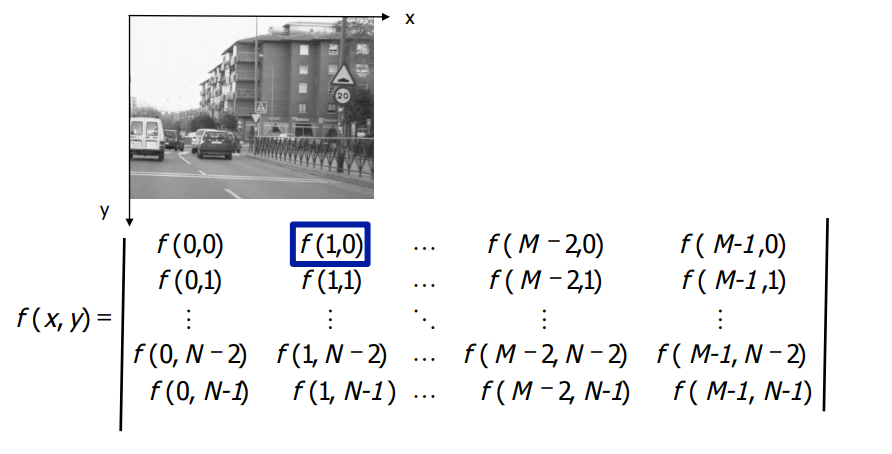 x
20
y
f (0,0) f (1,0) ... f ( M − 2,0) f ( M-1 ,0)
f (0,1) f (1,1) ... f ( M − 2,1) f ( M-1 ,1)
f ( x, y) = ⋮ ⋮ ⋱ ⋮ ⋮
f (0, N − 2) f (1, N − 2) ... f ( M − 2, N − 2) f ( M-1, N − 2)
f (0, N-1) f (1, N-1 ) ... f ( M − 2, N-1) f ( M-1, N-1)